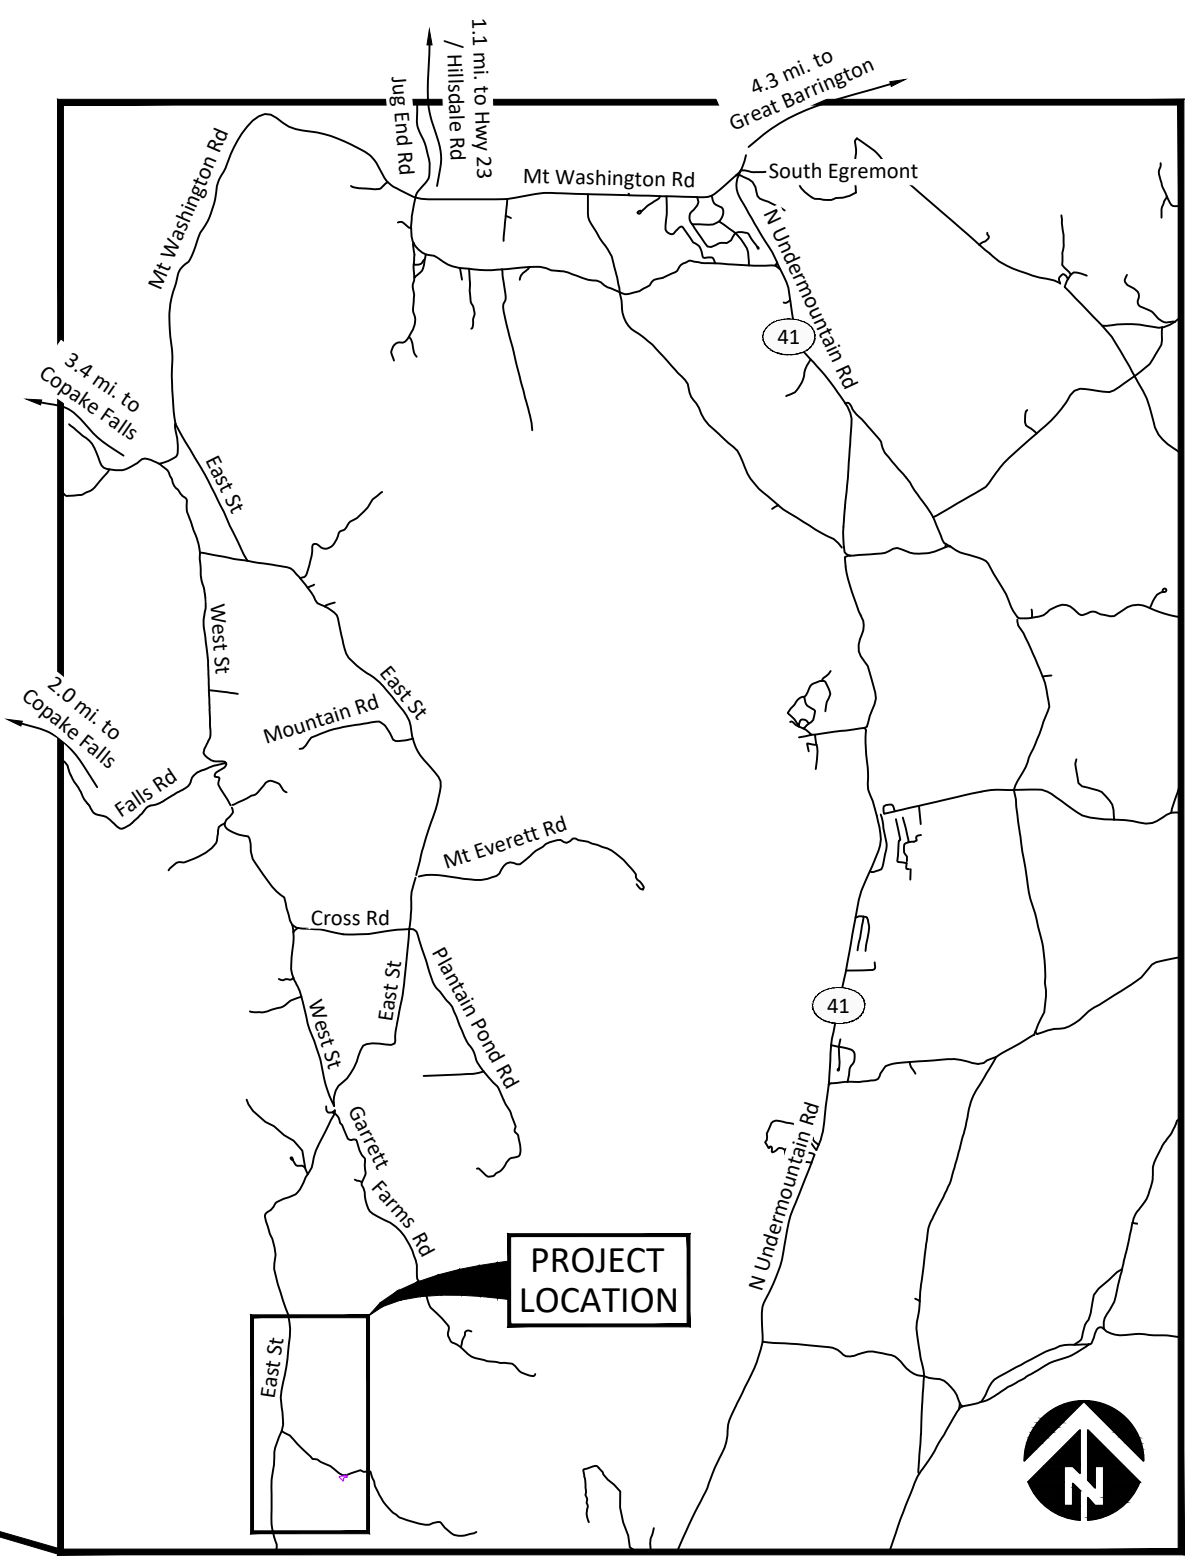 1.1 mi. to Hwy 23
/ Hillsdale Rd
Jug End Rd
4.3 mi. to
Great Barrington
Mt Washington Rd
Mt Washington Rd
South Egremont
N Undermountain Rd
41
3.4 mi. to
Copake Falls
East St
West St
2.0 mi. to
Copake Falls
East St
Mountain Rd
Falls Rd
Mt Everett Rd
Cross Rd
East St
Plantain Pond Rd
West St
41
Garrett
Farms Rd
N Undermountain Rd
PROJECT
LOCATION
East St
N